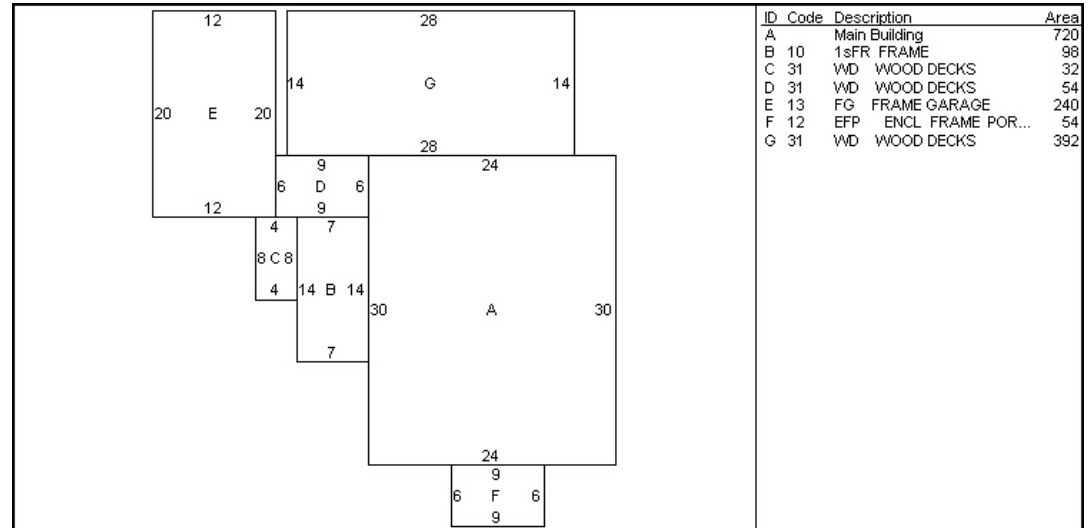 12
28
14
G
14
20
E
20
28
9
24
6
D
6
12
9
4
7
8 C 8
4
14 B 14
30
A
30
7
24
9
6
F
6
9
ID Code Description Area
A Main Building 720
B 10 1sFR FRAME 98
C 31 WD WOOD DECKS 32
D 31 WD WOOD DECKS 54
E 13 FG FRAME GARAGE 240
F 12 EFP ENCL FRAME POR... 54
G 31 WD WOOD DECKS 392